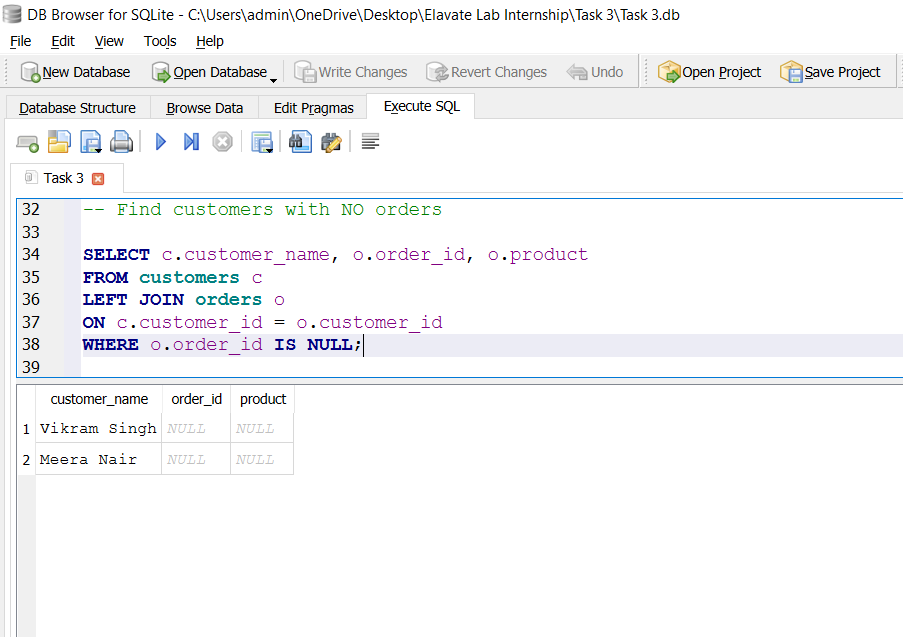 DB Browser for SQLite - C:\Users\admin\OneDrive\Desktop\Elavate Lab Internship\Task 3\Task 3.db
File Edit View Tools Help
New Database Open Database Write Changes Revert Changes Undo Open Project Save Project
Database Structure Browse Data Edit Pragmas Execute SQL
Task 3
32 -- Find customers with NO orders
33
34 SELECT c.customer_name, o.order_id, o.product
35 FROM customers c
36 LEFT JOIN orders o
37 ON c.customer_id = o.customer_id
38 WHERE o.order_id IS NULL;
39
customer_name order_id product
1 Vikram Singh NULL NULL
2 Meera Nair NULL NULL